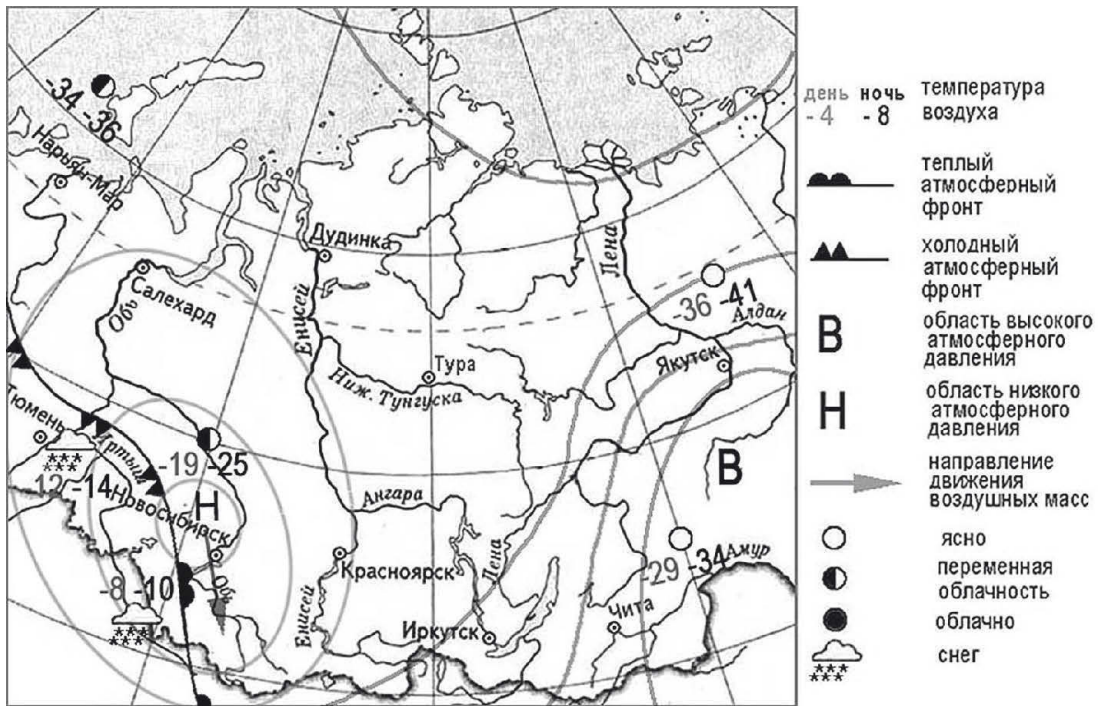 -34
-36
Нарьян-Мар
Дудинка
Лена
Енисей
Салехард
Обь
-36 -41
Алдан
Тура
Якутск
Ниж. Тунгуска
Тюмень
Иртыш
-19 -25
В
-12 -14
Новосибирск
Н
Ангара
Красноярск
Лена
-29 -34
Амур
-8 -10
Обь
Енисей
Иркутск
Чита
день ночь температура
-4 -8 воздуха
теплый
атмосферный
фронт
холодный
атмосферный
фронт
В
область высокого
атмосферного
давления
Н
область низкого
атмосферного
давления
направление
движения
воздушных масс
ясно
переменная
облачность
облачно
снег